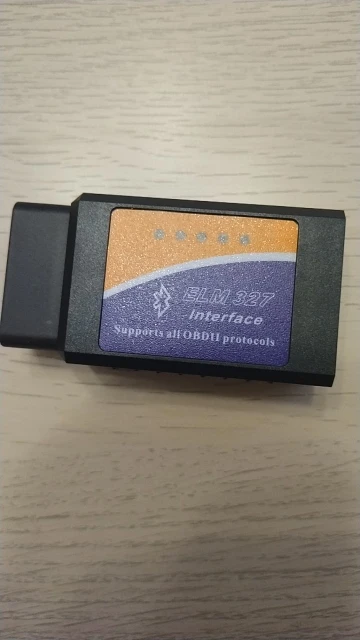 ELM 327
Interface
Supports all OBDII protocols